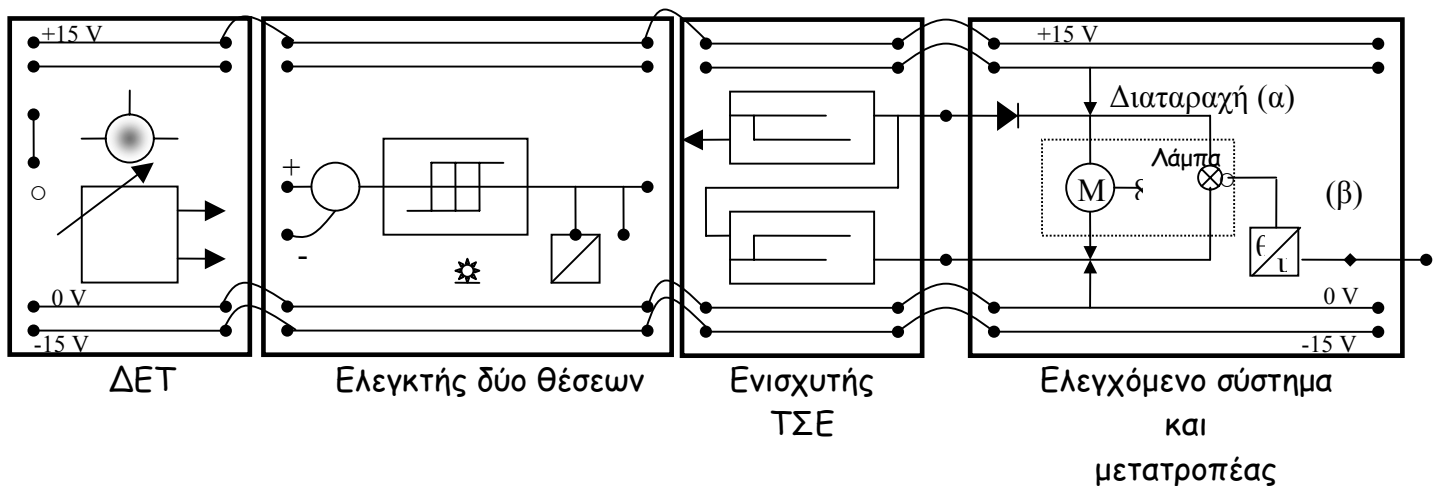 +15 V
+15 V
Διαταραχή (α)
+
Λάμπα
M
(β)
-
0 V
0 V
-15 V
-15 V
ΔΕΤ
Ελεγκτής δύο θέσεων
Ενισχυτής
ΤΣΕ
Ελεγχόμενο σύστημα
και
μετατροπέας